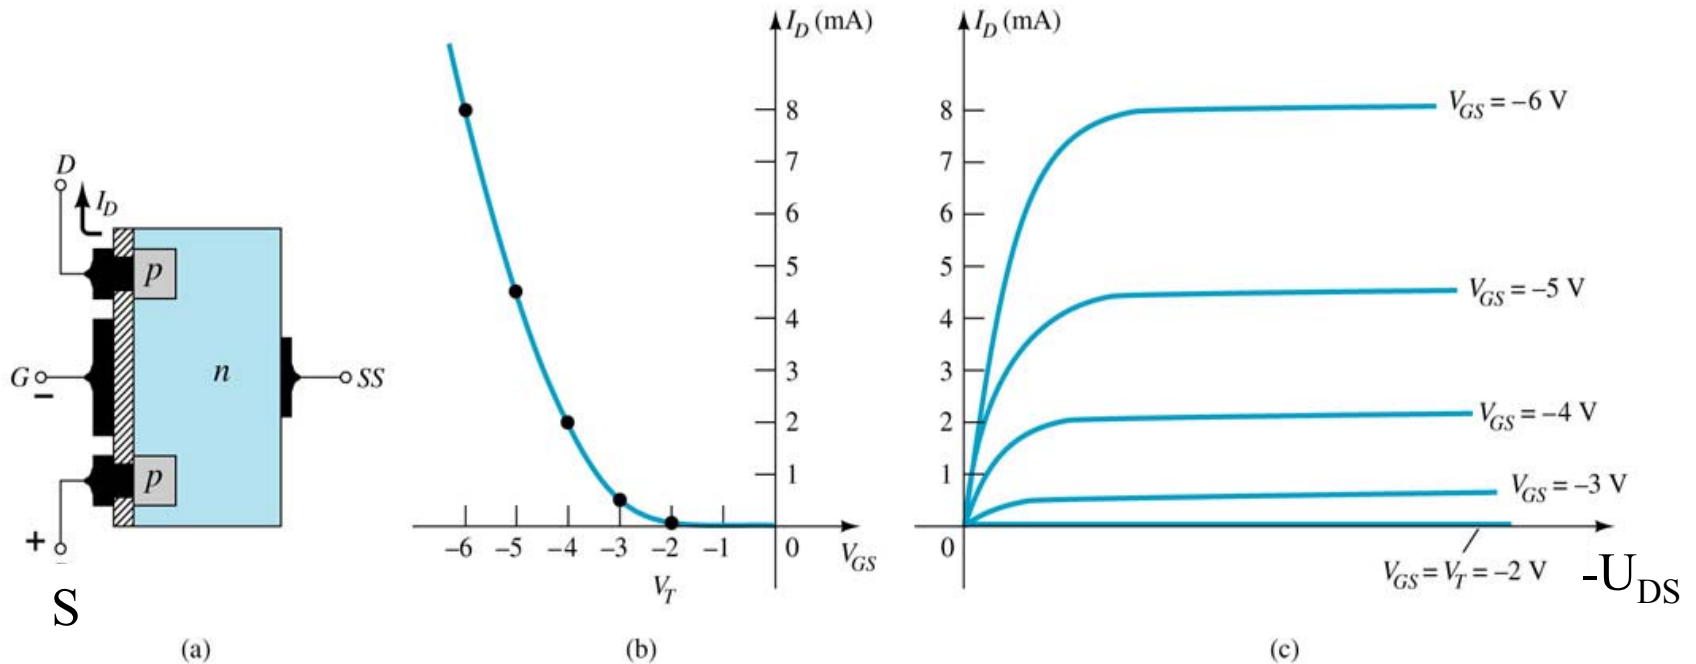 D
I_D
p
G
−
n
SS
p
+
S
(a)
I_D (mA)
8
7
6
5
4
3
2
1
−6 −5 −4 −3 −2 −1 0 V_GS
V_T
(b)
I_D (mA)
8
7
6
5
4
3
2
1
0
V_GS = −6 V
V_GS = −5 V
V_GS = −4 V
V_GS = −3 V
V_GS = V_T = −2 V
-U_DS
(c)